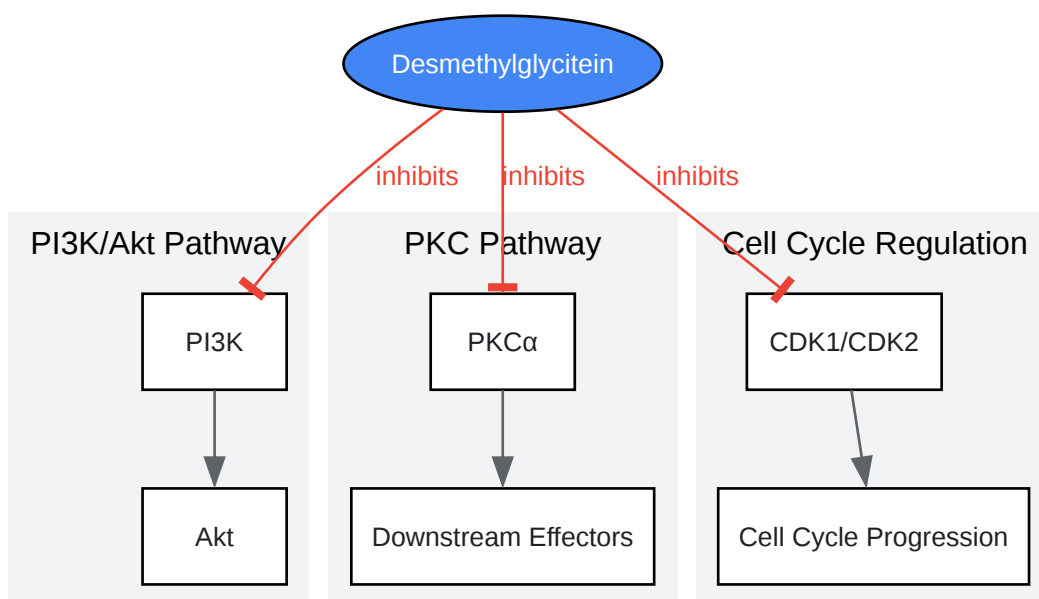 Desmethylglycitein
inhibits
inhibits
inhibits
PI3K/Akt Pathway
PKC Pathway
Cell Cycle Regulation
PI3K
PKCα
CDK1/CDK2
Akt
Downstream Effectors
Cell Cycle Progression